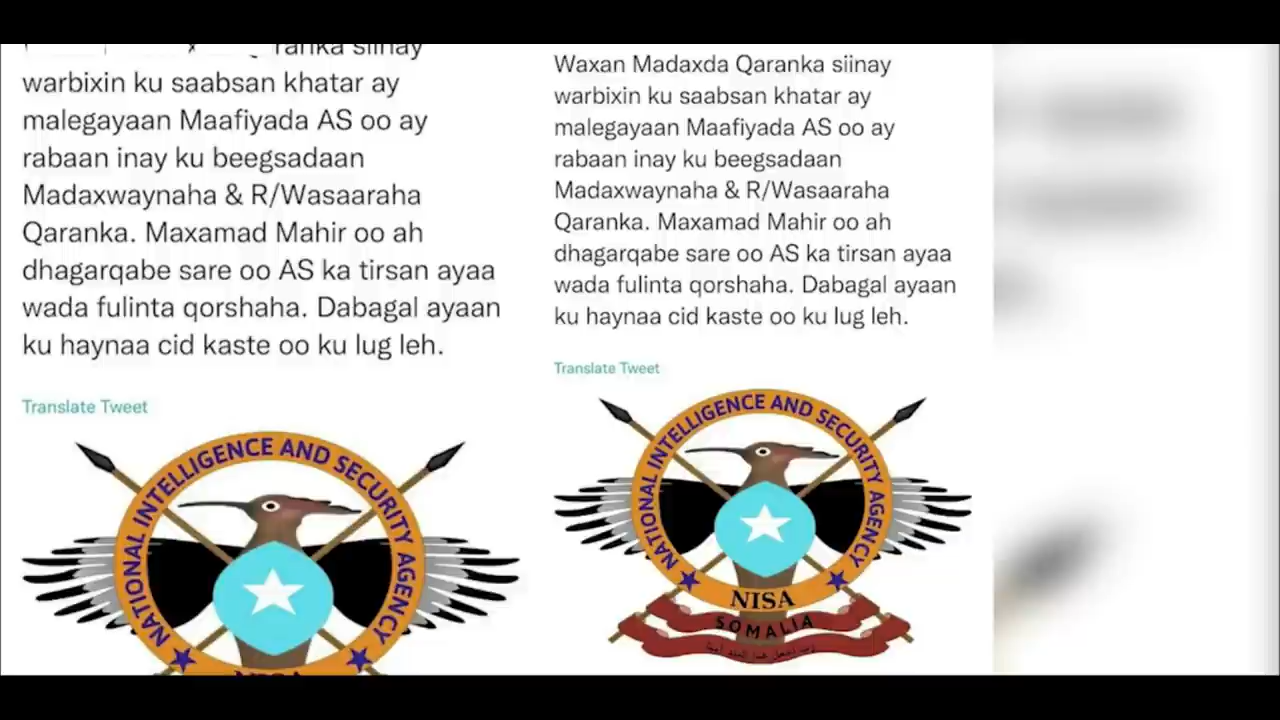 ranka siinay
warbixin ku saabsan khatar ay
malegayaan Maafiyada AS oo ay
rabaan inay ku beegsadaan
Madaxwaynaha & R/Wasaaraha
Qaranka. Maxamad Mahir oo ah
dhagarqabe sare oo AS ka tirsan ayaa
wada fulinta qorshaha. Dabagal ayaan
ku haynaa cid kaste oo ku lug leh.
Translate Tweet
NATIONAL INTELLIGENCE AND SECURITY AGENCY
NISA
Waxan Madaxda Qaranka siinay
warbixin ku saabsan khatar ay
malegayaan Maafiyada AS oo ay
rabaan inay ku beegsadaan
Madaxwaynaha & R/Wasaaraha
Qaranka. Maxamad Mahir oo ah
dhagarqabe sare oo AS ka tirsan ayaa
wada fulinta qorshaha. Dabagal ayaan
ku haynaa cid kaste oo ku lug leh.
Translate Tweet
NATIONAL INTELLIGENCE AND SECURITY AGENCY
NISA
SOMALIA